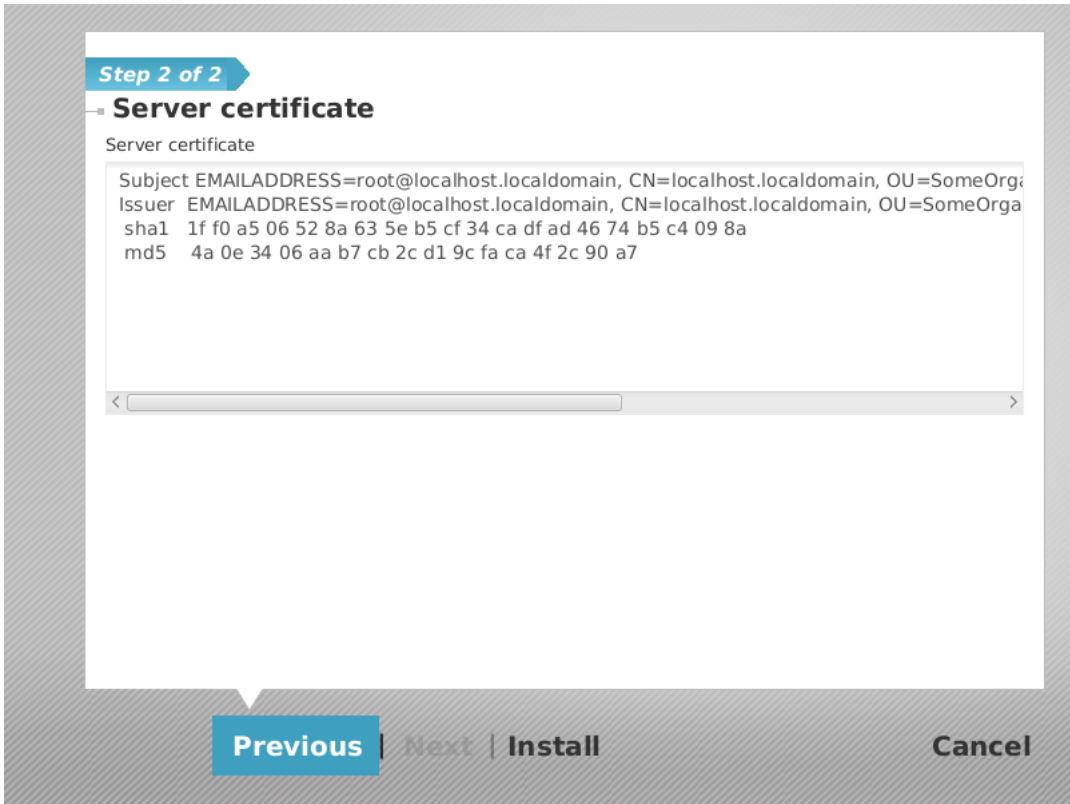 Step 2 of 2
Server certificate
Server certificate
Subject EMAILADDRESS=root@localhost.localdomain, CN=localhost.localdomain, OU=SomeOrga
Issuer EMAILADDRESS=root@localhost.localdomain, CN=localhost.localdomain, OU=SomeOrga
sha1 1f f0 a5 06 52 8a 63 5e b5 cf 34 ca df ad 46 74 b5 c4 09 8a
md5 4a 0e 34 06 aa b7 cb 2c d1 9c fa ca 4f 2c 90 a7
Previous | Next | Install Cancel